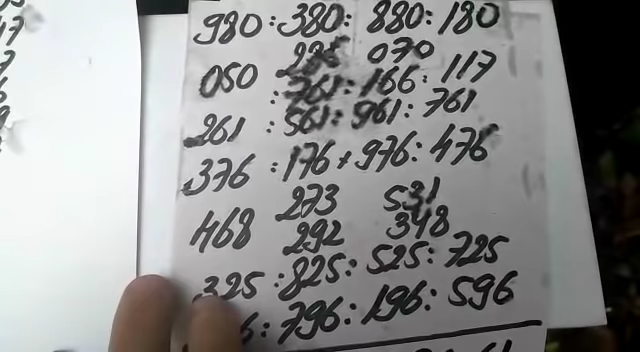 980 : 380 : 880 : 180
050 070
: 761 : 166 : 117
261 : 561 : 961 : 761
376 : 176 + 976 : 476
273 531
468 292 348
325 : 825 : 525 : 725
6 : 796 : 196 : 596